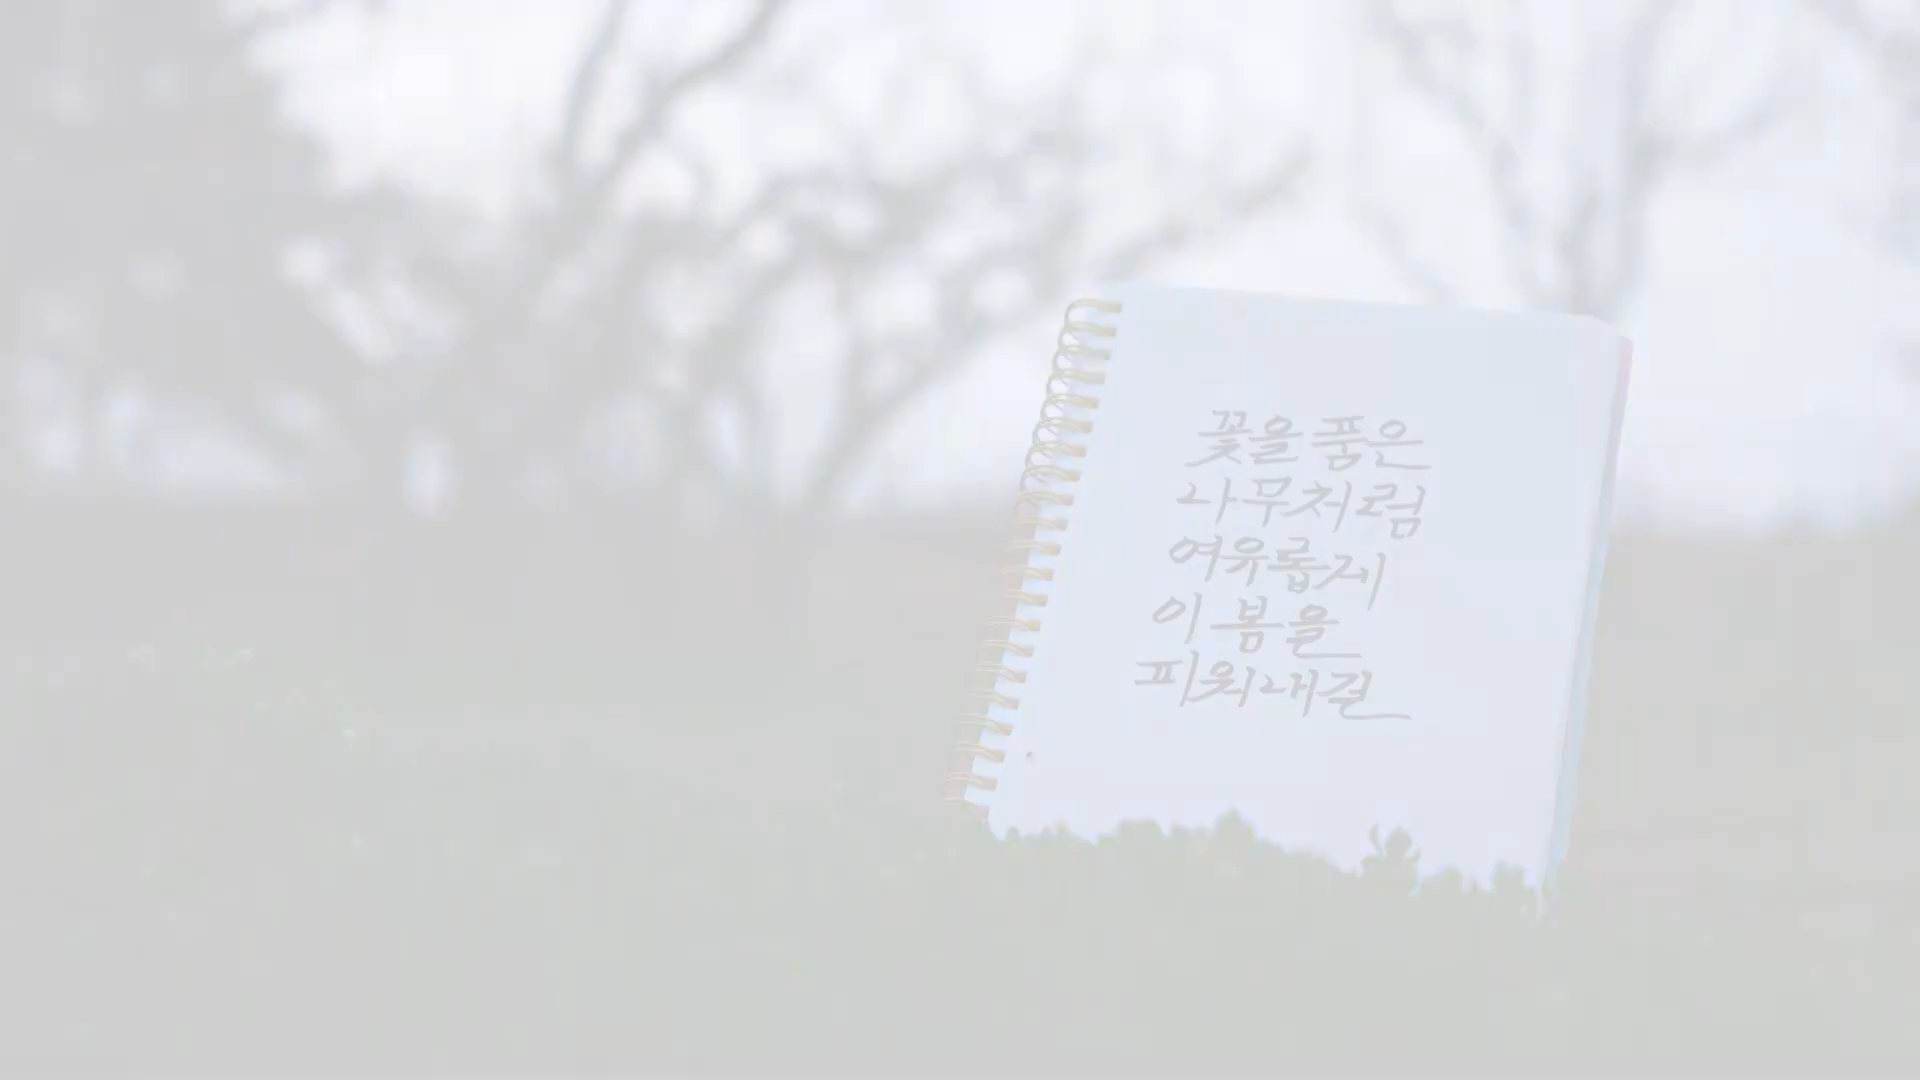 꽃을 품은
나무처럼
여유롭게
이 봄을
피워내길